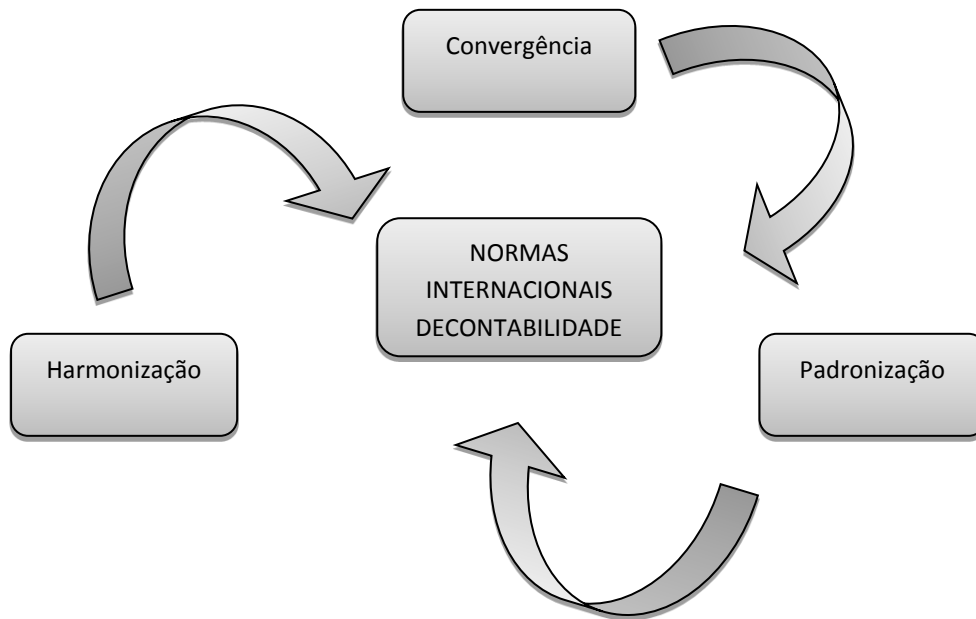 Convergência
NORMAS
INTERNACIONAIS
DECONTABILIDADE
Harmonização
Padronização